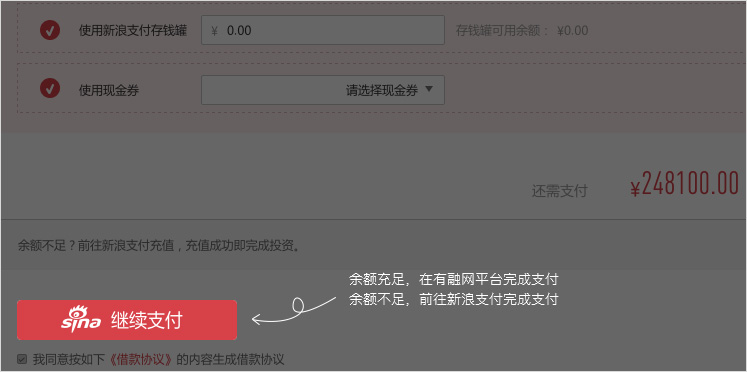 使用新浪支付存钱罐 ¥ 0.00 存钱罐可用余额： ¥0.00
使用现金券 请选择现金券
还需支付 ¥248100.00
余额不足？前往新浪支付充值，充值成功即完成投资。
余额充足，在有融网平台完成支付
余额不足，前往新浪支付完成支付
sina 继续支付
我同意按如下《借款协议》的内容生成借款协议